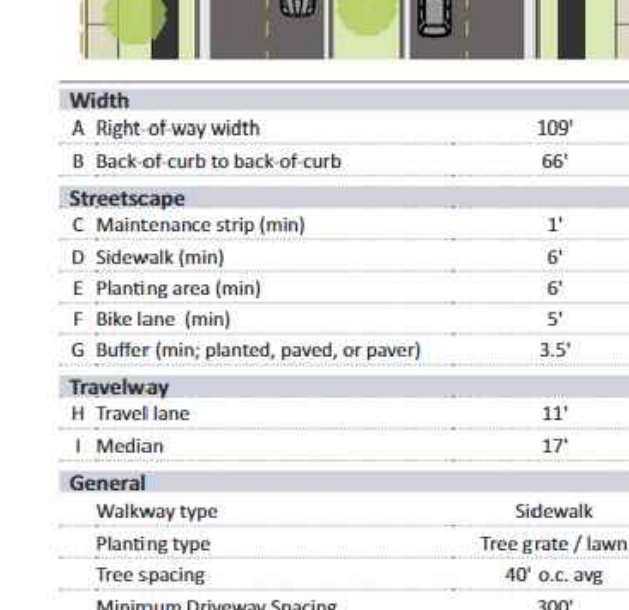 Width
A Right-of-way width 109'
B Back-of-curb to back-of-curb 66'
Streetscape
C Maintenance strip (min) 1'
D Sidewalk (min) 6'
E Planting area (min) 6'
F Bike lane (min) 5'
G Buffer (min; planted, paved, or paver) 3.5'
Travelway
H Travel lane 11'
I Median 17'
General
Walkway type Sidewalk
Planting type Tree grate / lawn
Tree spacing 40' o.c. avg
Minimum Driveway Spacing 300'